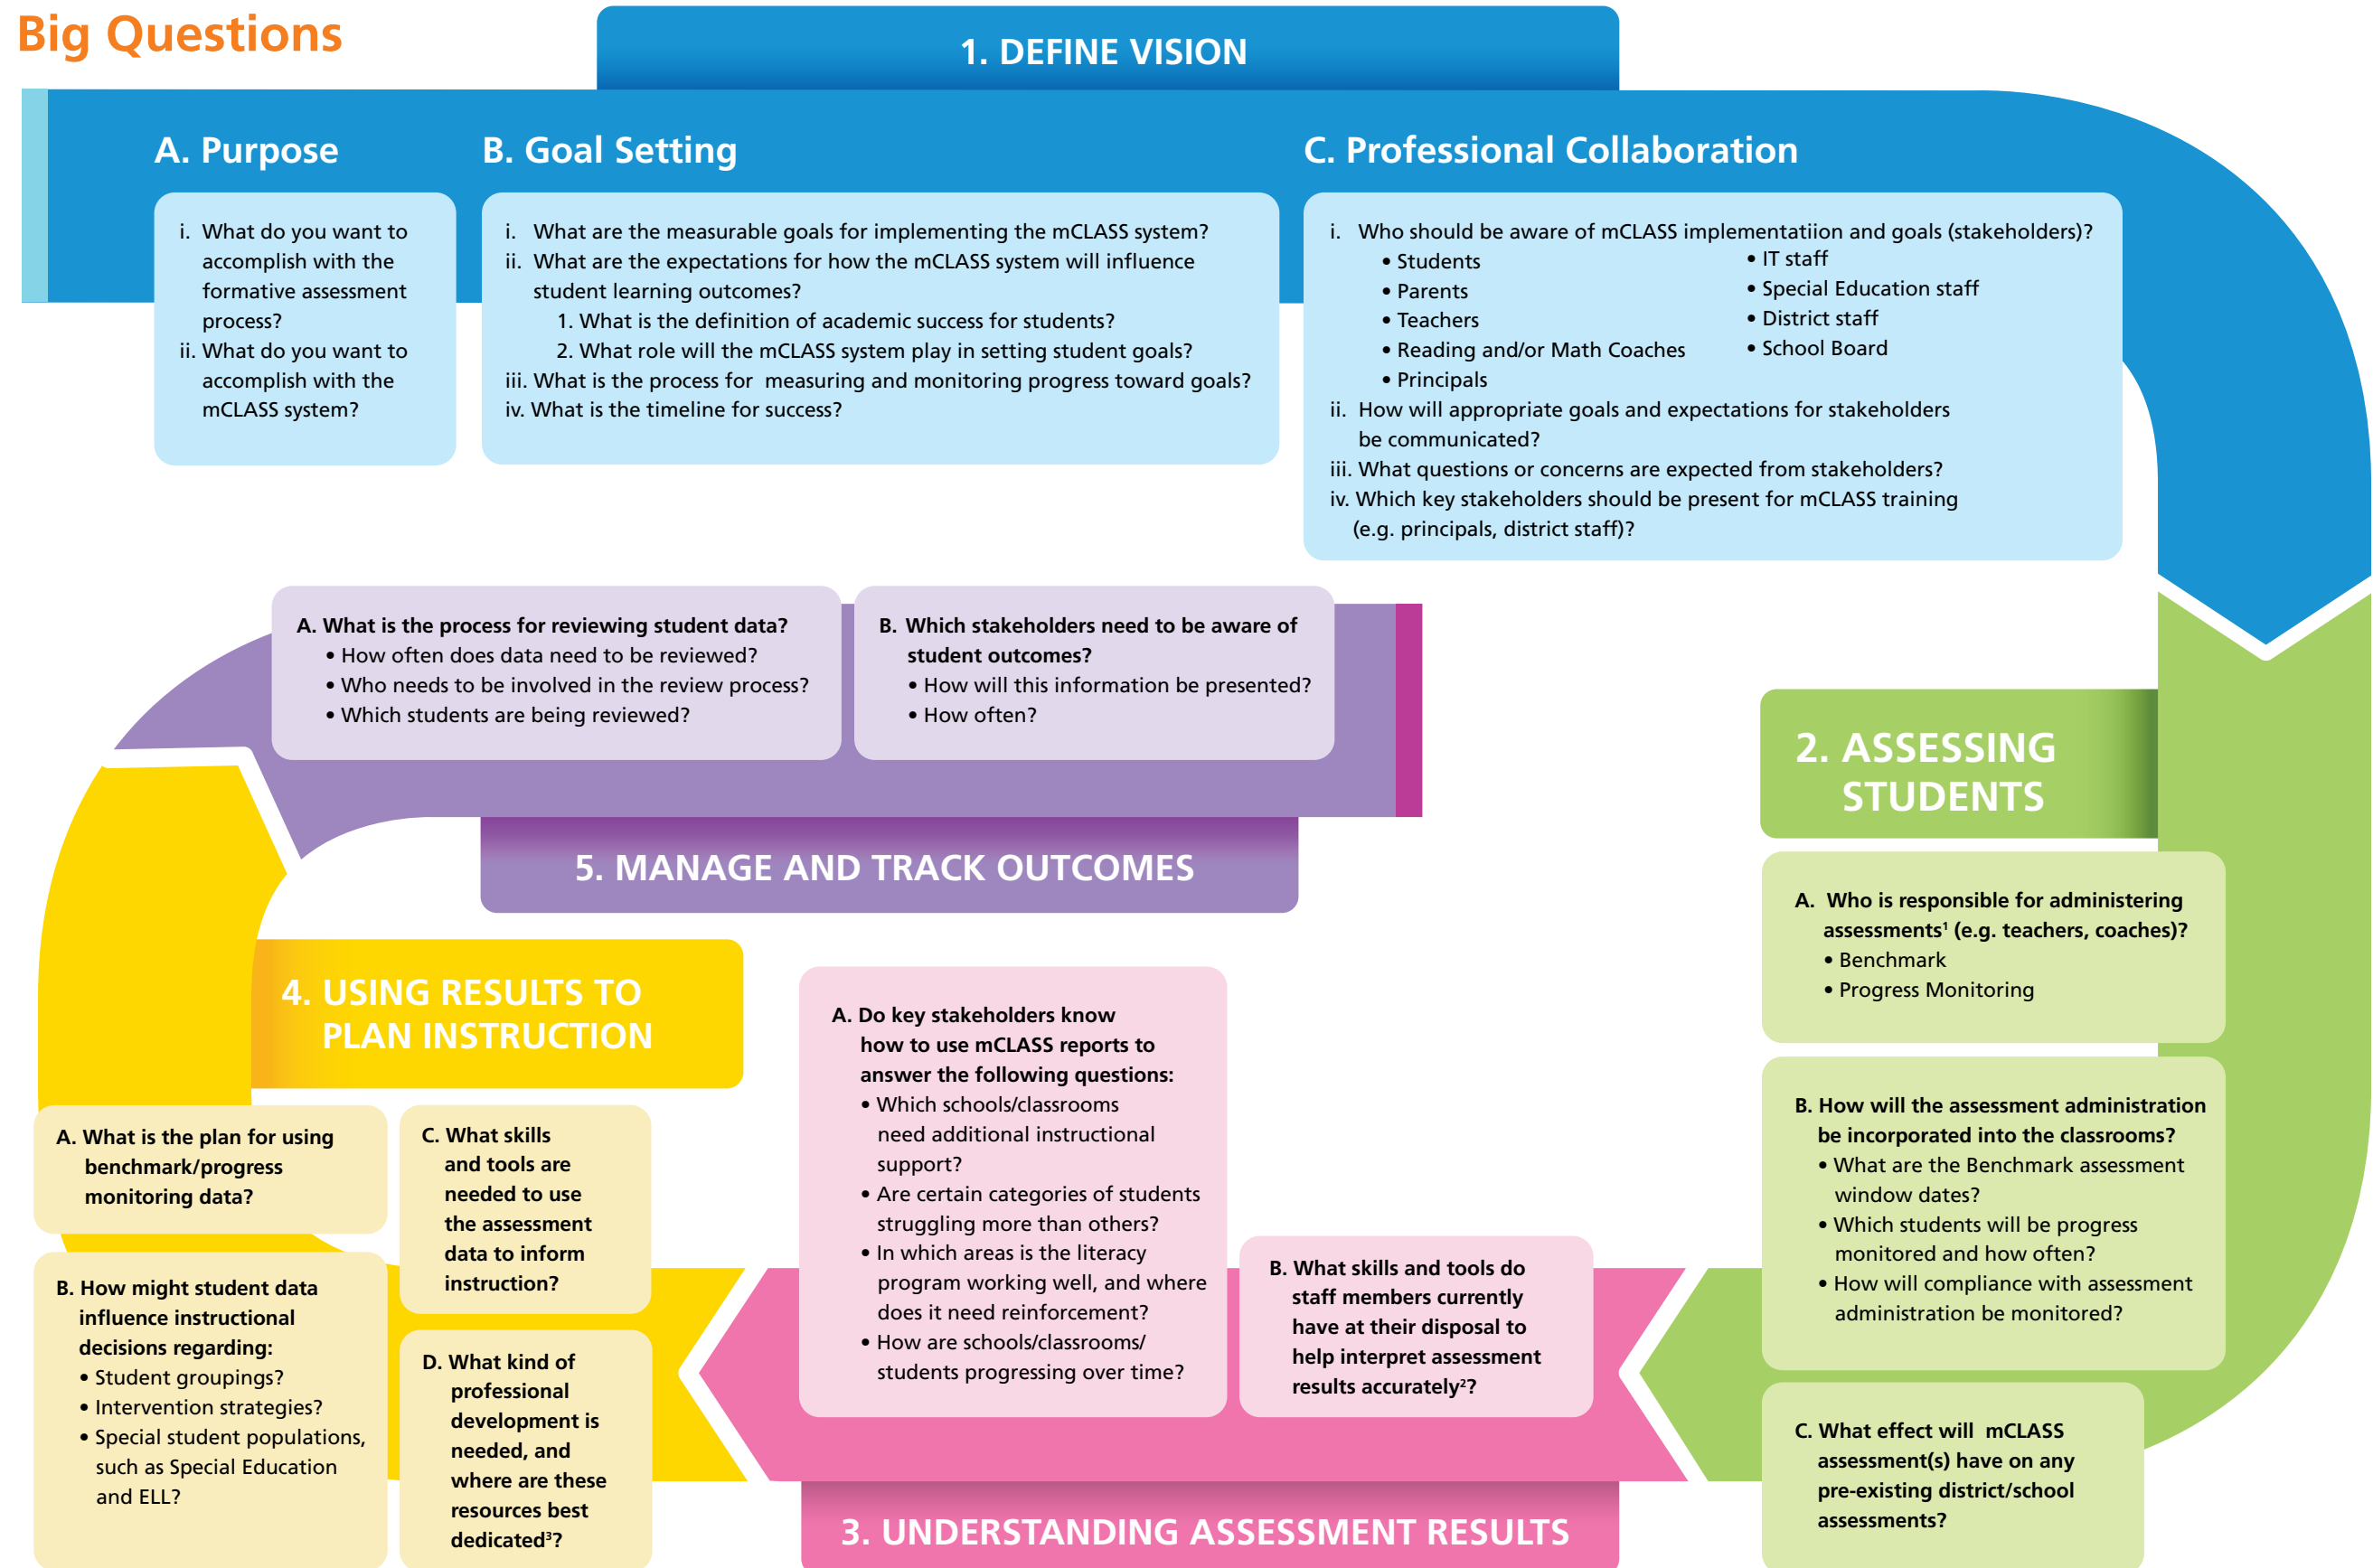 Big Questions
1. DEFINE VISION
A. Purpose
i. What do you want to
accomplish with the
formative assessment
process?
ii. What do you want to
accomplish with the
mCLASS system?
B. Goal Setting
i. What are the measurable goals for implementing the mCLASS system?
ii. What are the expectations for how the mCLASS system will influence
student learning outcomes?
1. What is the definition of academic success for students?
2. What role will the mCLASS system play in setting student goals?
iii. What is the process for measuring and monitoring progress toward goals?
iv. What is the timeline for success?
C. Professional Collaboration
i. Who should be aware of mCLASS implementatiion and goals (stakeholders)?
• Students
• Parents
• Teachers
• Reading and/or Math Coaches
• Principals
• IT staff
• Special Education staff
• District staff
• School Board
ii. How will appropriate goals and expectations for stakeholders
be communicated?
iii. What questions or concerns are expected from stakeholders?
iv. Which key stakeholders should be present for mCLASS training
(e.g. principals, district staff)?
2. ASSESSING
STUDENTS
A. Who is responsible for administering
assessments¹ (e.g. teachers, coaches)?
• Benchmark
• Progress Monitoring
B. How will the assessment administration
be incorporated into the classrooms?
• What are the Benchmark assessment
window dates?
• Which students will be progress
monitored and how often?
• How will compliance with assessment
administration be monitored?
C. What effect will mCLASS
assessment(s) have on any
pre-existing district/school
assessments?
3. UNDERSTANDING ASSESSMENT RESULTS
A. Do key stakeholders know
how to use mCLASS reports to
answer the following questions:
• Which schools/classrooms
need additional instructional
support?
• Are certain categories of students
struggling more than others?
• In which areas is the literacy
program working well, and where
does it need reinforcement?
• How are schools/classrooms/
students progressing over time?
B. What skills and tools do
staff members currently
have at their disposal to
help interpret assessment
results accurately²?
4. USING RESULTS TO
PLAN INSTRUCTION
A. What is the plan for using
benchmark/progress
monitoring data?
B. How might student data
influence instructional
decisions regarding:
• Student groupings?
• Intervention strategies?
• Special student populations,
such as Special Education
and ELL?
C. What skills
and tools are
needed to use
the assessment
data to inform
instruction?
D. What kind of
professional
development is
needed, and
where are these
resources best
dedicated³?
5. MANAGE AND TRACK OUTCOMES
A. What is the process for reviewing student data?
• How often does data need to be reviewed?
• Who needs to be involved in the review process?
• Which students are being reviewed?
B. Which stakeholders need to be aware of
student outcomes?
• How will this information be presented?
• How often?